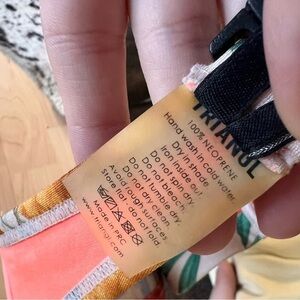 TRIANGL
100% NEOPRENE
Hand wash in cold water.
Dry in shade.
Iron inside out.
Do not spin dry.
Do not bleach.
Do not tumble dry.
Avoid rough surfaces
Store flat - do not fold
Made in PRC
www.triangl.com